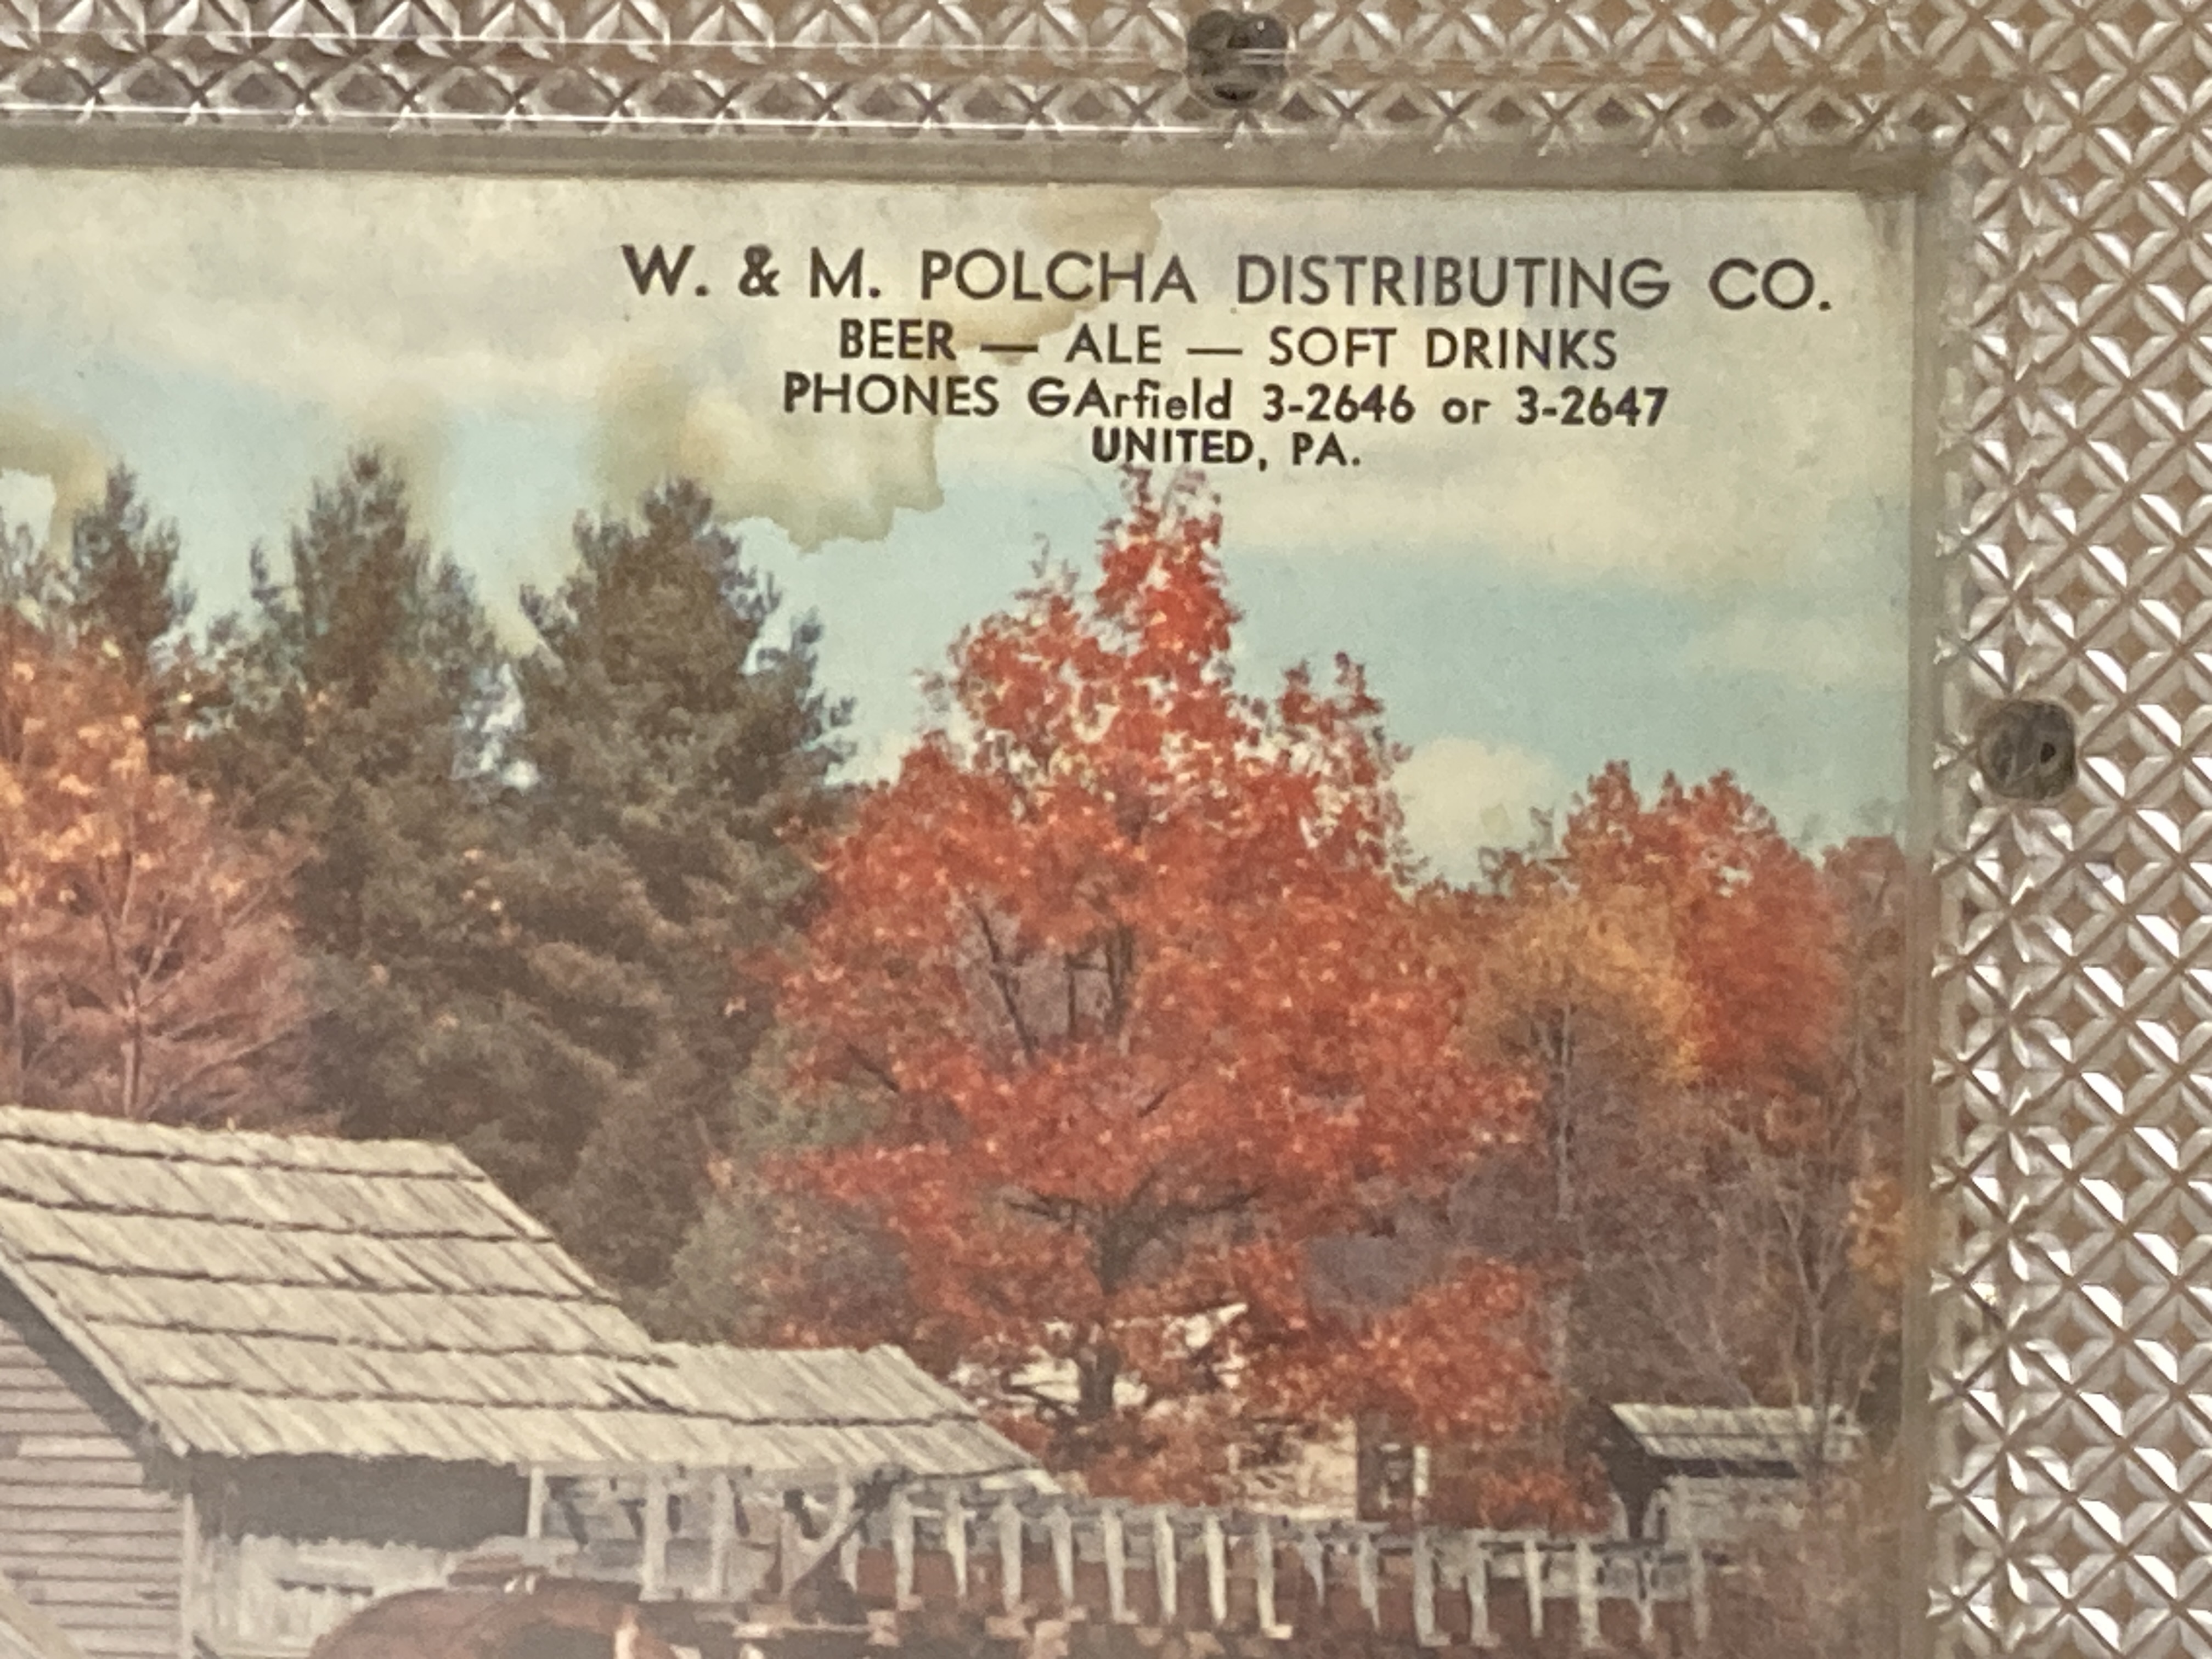 W. & M. POLCHA DISTRIBUTING CO.
BEER — ALE — SOFT DRINKS
PHONES GArfield 3-2646 or 3-2647
UNITED, PA.